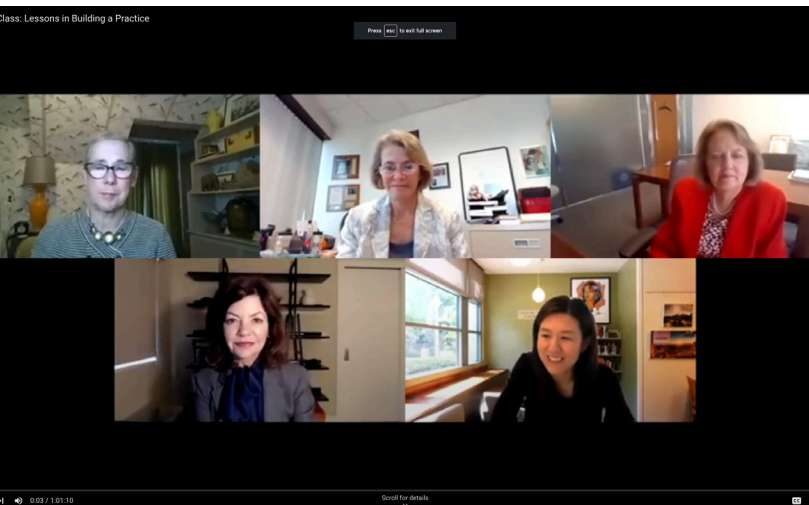 Class: Lessons in Building a Practice
Press esc to exit full screen
0:03 / 1:01:10
Scroll for details
CC